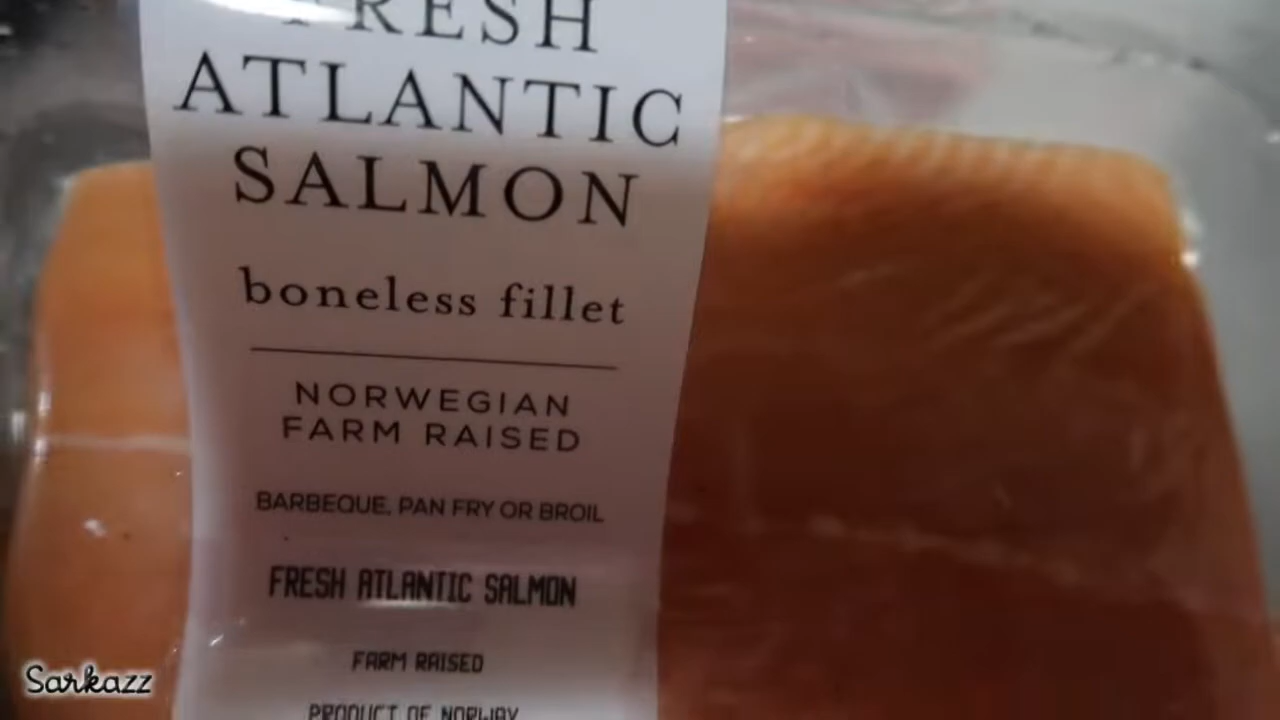 FRESH
ATLANTIC
SALMON
boneless fillet
NORWEGIAN
FARM RAISED
BARBEQUE, PAN FRY OR BROIL
FRESH ATLANTIC SALMON
FARM RAISED
PRODUCT OF NORWAY
Sarkazz